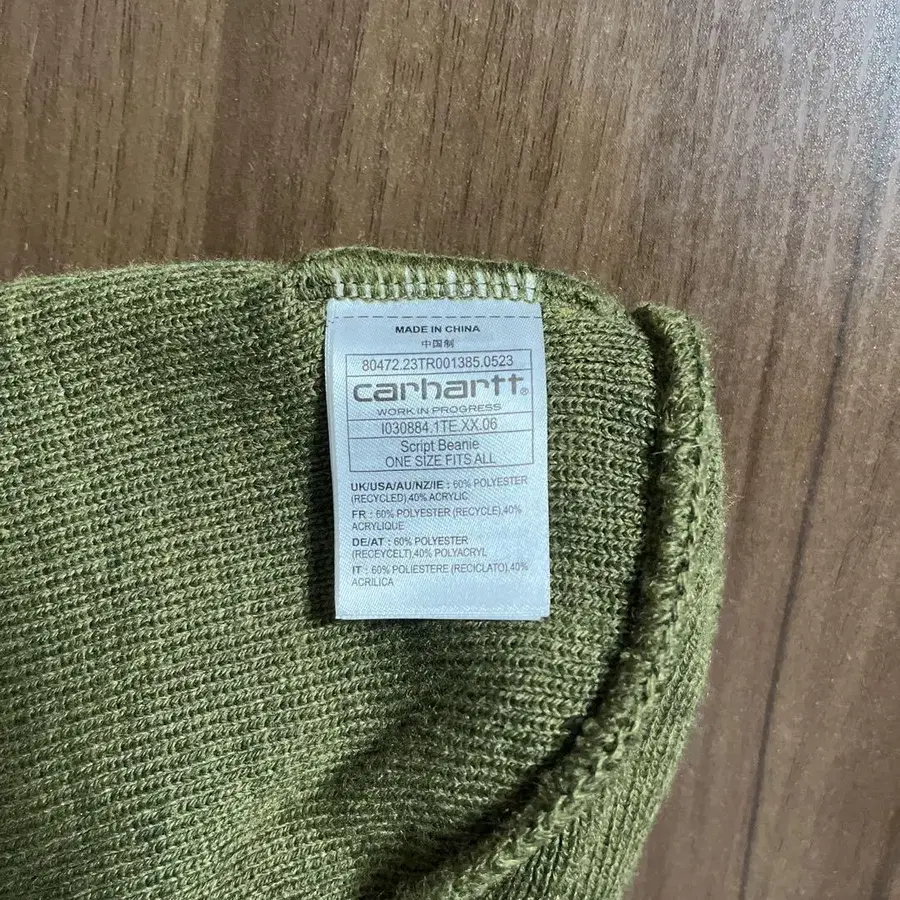 MADE IN CHINA
中国制
80472.23TR001385.0523
carhartt®
WORK IN PROGRESS
I030884.1TE.XX.06
Script Beanie
ONE SIZE FITS ALL
UK/USA/AU/NZ/IE : 60% POLYESTER
(RECYCLED),40% ACRYLIC
FR : 60% POLYESTER (RECYCLE),40%
ACRYLIQUE
DE/AT : 60% POLYESTER
(RECEYCELT),40% POLYACRYL
IT : 60% POLIESTERE (RECICLATO),40%
ACRILICA